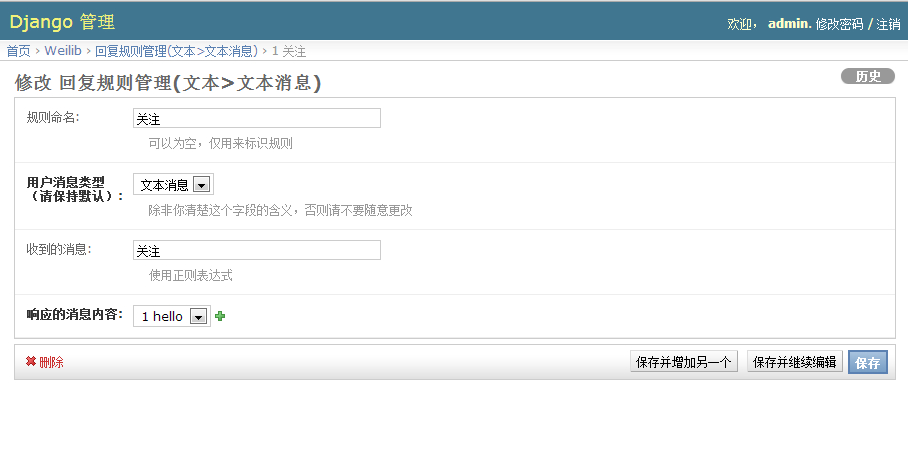 Django 管理
欢迎， admin. 修改密码 / 注销
首页 › Weilib › 回复规则管理(文本>文本消息) › 1 关注
修改 回复规则管理(文本>文本消息)
历史
规则命名:
关注
可以为空，仅用来标识规则
用户消息类型
（请保持默认）:
文本消息
除非你清楚这个字段的含义，否则请不要随意更改
收到的消息:
关注
使用正则表达式
响应的消息内容:
1 hello
删除
保存并增加另一个
保存并继续编辑
保存